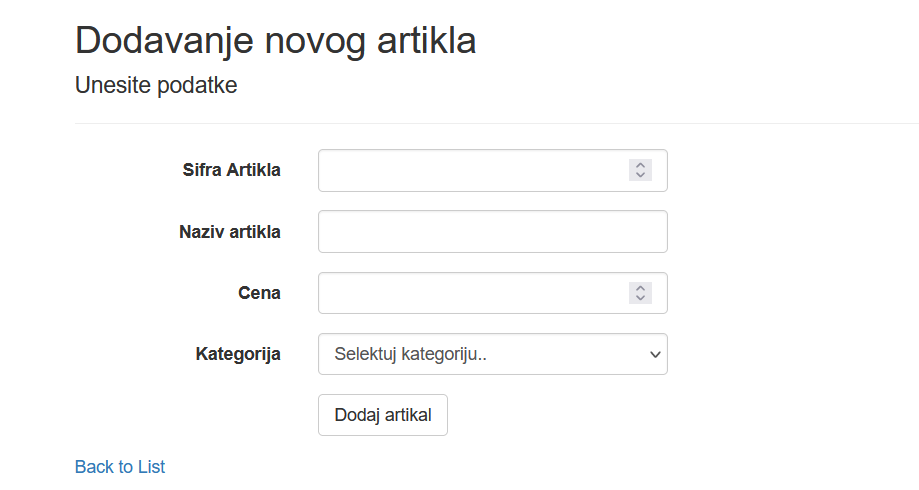 Dodavanje novog artikla
Unesite podatke
Sifra Artikla
Naziv artikla
Cena
Kategorija
Selektuj kategoriju..
Dodaj artikal
Back to List